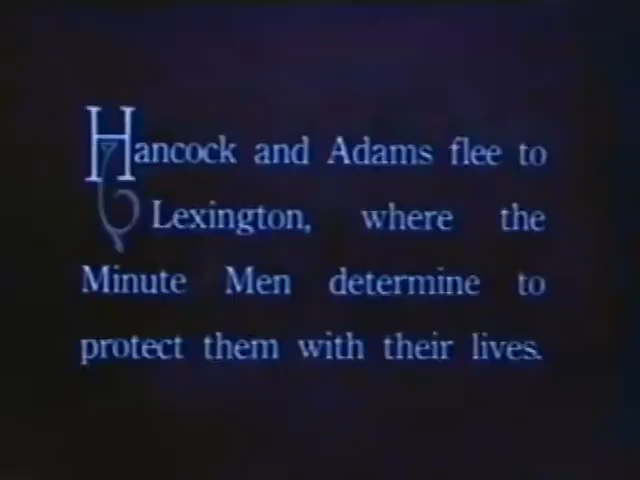 Hancock and Adams flee to
Lexington, where the
Minute Men determine to
protect them with their lives.